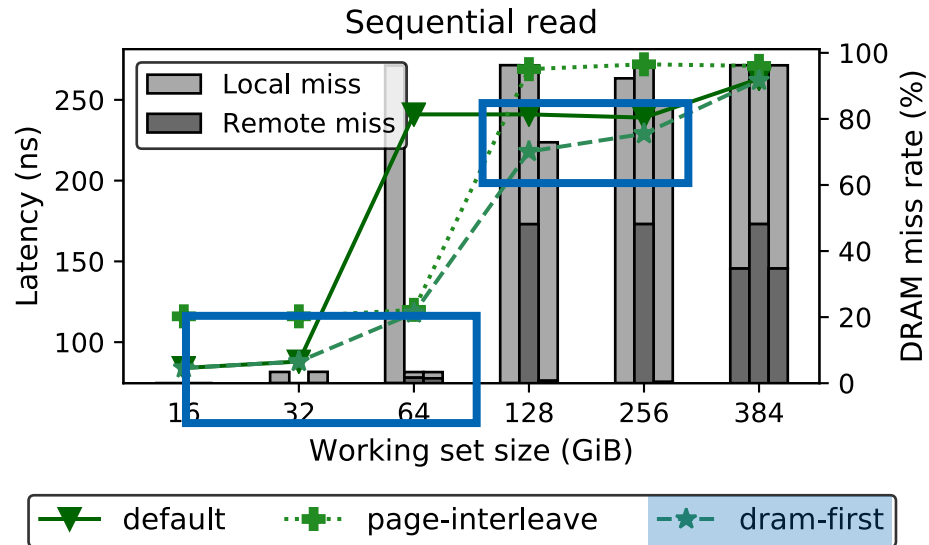 Sequential read
Local miss
Remote miss
Latency (ns)
250
200
150
100
DRAM miss rate (%)
100
80
60
40
20
0
16 32 64 128 256 384
Working set size (GiB)
default page-interleave dram-first